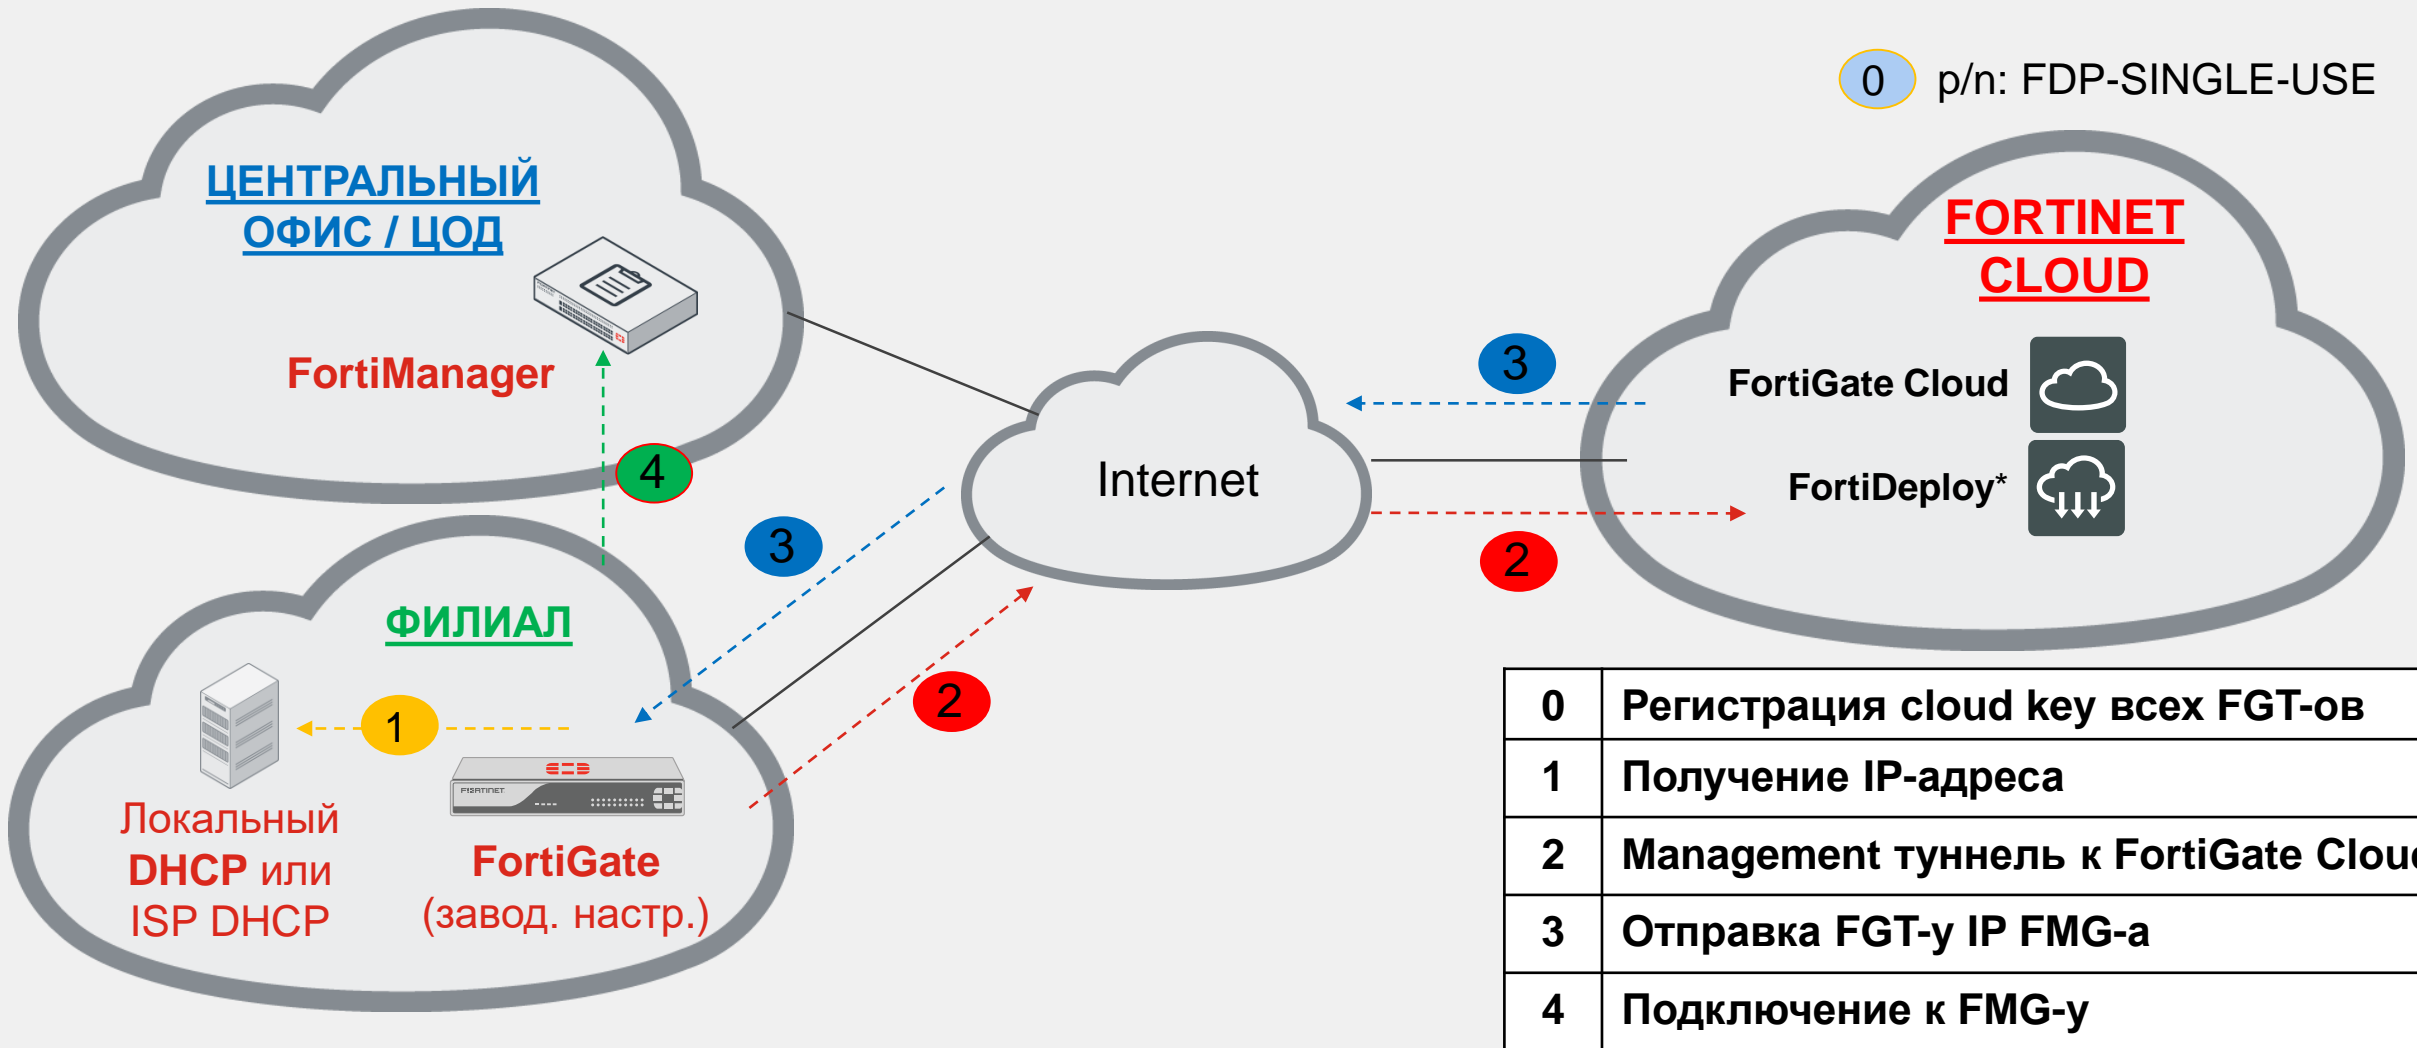 0 p/n: FDP-SINGLE-USE
ЦЕНТРАЛЬНЫЙ
ОФИС / ЦОД
FortiManager
FORTINET
CLOUD
FortiGate Cloud
FortiDeploy*
3
2
Internet
4
3
2
ФИЛИАЛ
1
FORTINET
Локальный
DHCP или
ISP DHCP
FortiGate
(завод. настр.)
0 Регистрация cloud key всех FGT-ов
1 Получение IP-адреса
2 Management туннель к FortiGate Cloud
3 Отправка FGT-у IP FMG-а
4 Подключение к FMG-у